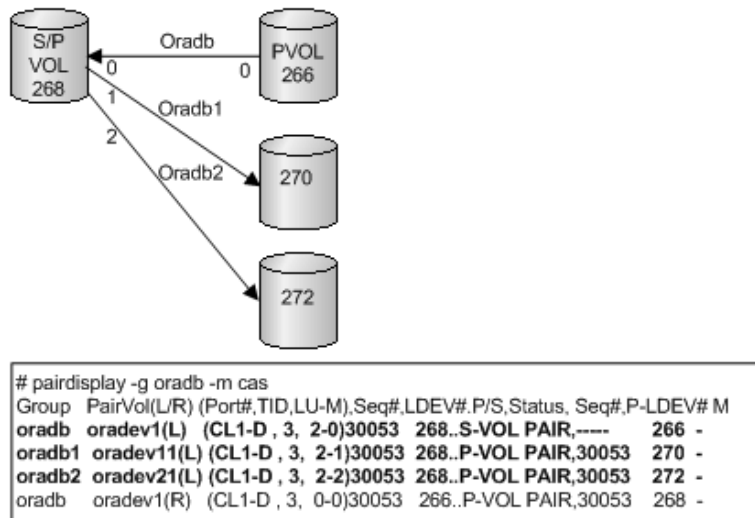 S/P
VOL
268
Oradb
0
0
PVOL
266
1
Oradb1
2
Oradb2
270
272
# pairdisplay -g oradb -m cas
Group PairVol(L/R) (Port#,TID,LU-M),Seq#,LDEV#.P/S,Status, Seq#,P-LDEV# M
oradb oradev1(L) (CL1-D , 3, 2-0)30053 268..S-VOL PAIR,----- 266 -
oradb1 oradev11(L) (CL1-D , 3, 2-1)30053 268..P-VOL PAIR,30053 270 -
oradb2 oradev21(L) (CL1-D , 3, 2-2)30053 268..P-VOL PAIR,30053 272 -
oradb oradev1(R) (CL1-D , 3, 0-0)30053 266..P-VOL PAIR,30053 268 -